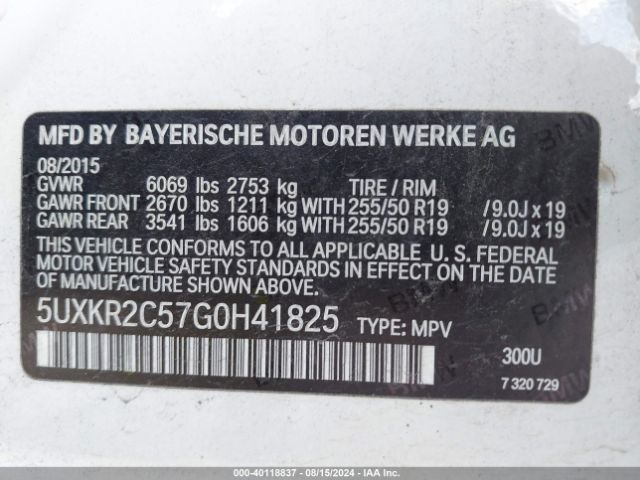 MFD BY BAYERISCHE MOTOREN WERKE AG
08/2015
GVWR 6069 lbs 2753 kg TIRE / RIM
GAWR FRONT 2670 lbs 1211 kg WITH 255/50 R19 /9.0J x 19
GAWR REAR 3541 lbs 1606 kg WITH 255/50 R19 /9.0J x 19
THIS VEHICLE CONFORMS TO ALL APPLICABLE U. S. FEDERAL
MOTOR VEHICLE SAFETY STANDARDS IN EFFECT ON THE DATE
OF MANUFACTURE SHOWN ABOVE.
5UXKR2C57G0H41825 TYPE: MPV
300U
7 320 729
STOCK#: 40118837 - 08/15/2024 - IAA Inc.